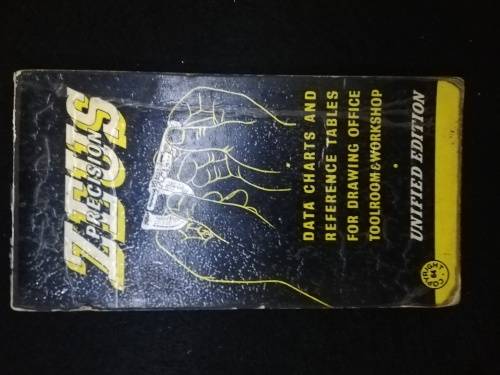 ZEUS
PRECISION
DATA CHARTS AND
REFERENCE TABLES
FOR DRAWING OFFICE
TOOLROOM & WORKSHOP
UNIFIED EDITION
COPYRIGHT